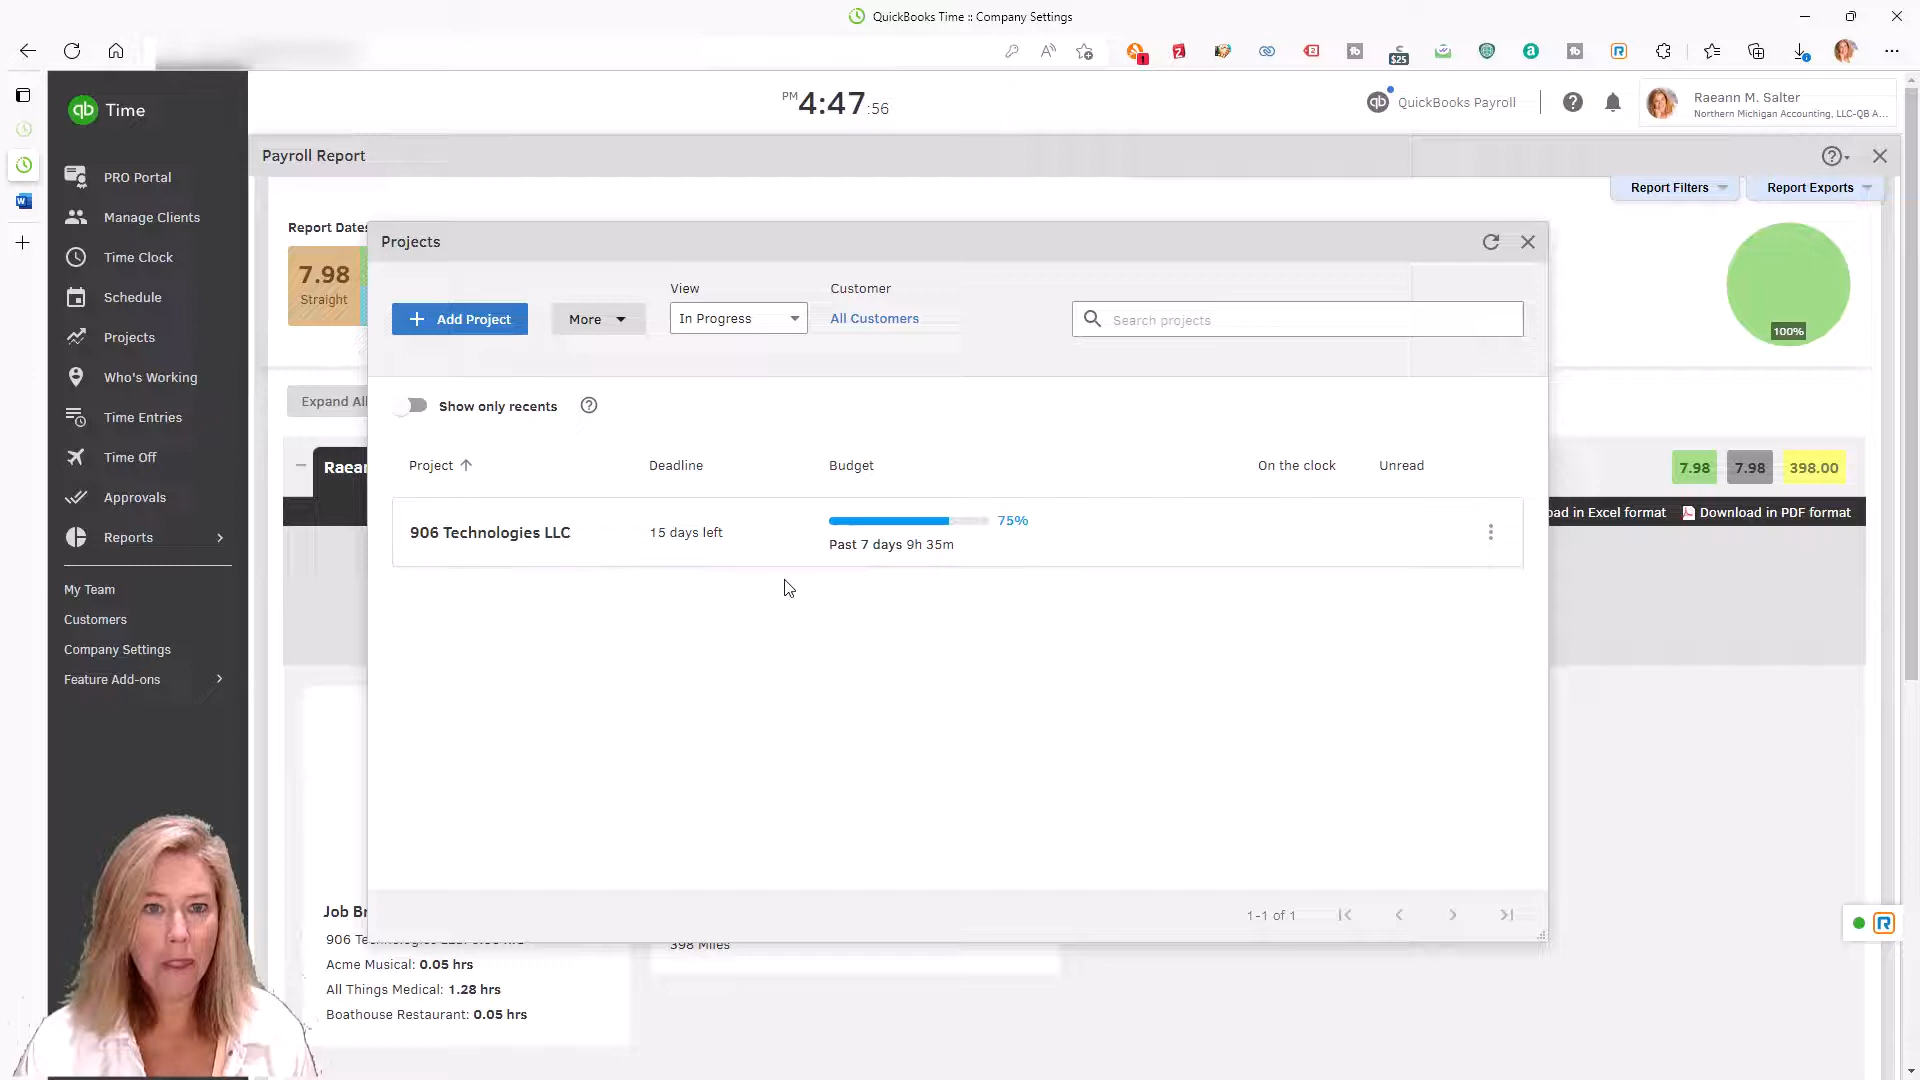 QuickBooks Time :: Company Settings
1
2
$25
qb Time
PM 4:47:56
qb QuickBooks Payroll
Raeann M. Salter
Northern Michigan Accounting, LLC-QB A...
PRO Portal
Manage Clients
Time Clock
Schedule
Projects
Who's Working
Time Entries
Time Off
Approvals
Reports
My Team
Customers
Company Settings
Feature Add-ons
Payroll Report
Report Filters
Report Exports
Report Dates
7.98
Straight
100%
Expand All
Raea
7.98 7.98 398.00
ad in Excel format Download in PDF format
Projects
View
Customer
Add Project
More
In Progress
All Customers
Search projects
Show only recents
Project
Deadline
Budget
On the clock
Unread
906 Technologies LLC
15 days left
75%
Past 7 days 9h 35m
1-1 of 1
Job Br
398 Miles
Acme Musical: 0.05 hrs
All Things Medical: 1.28 hrs
Boathouse Restaurant: 0.05 hrs